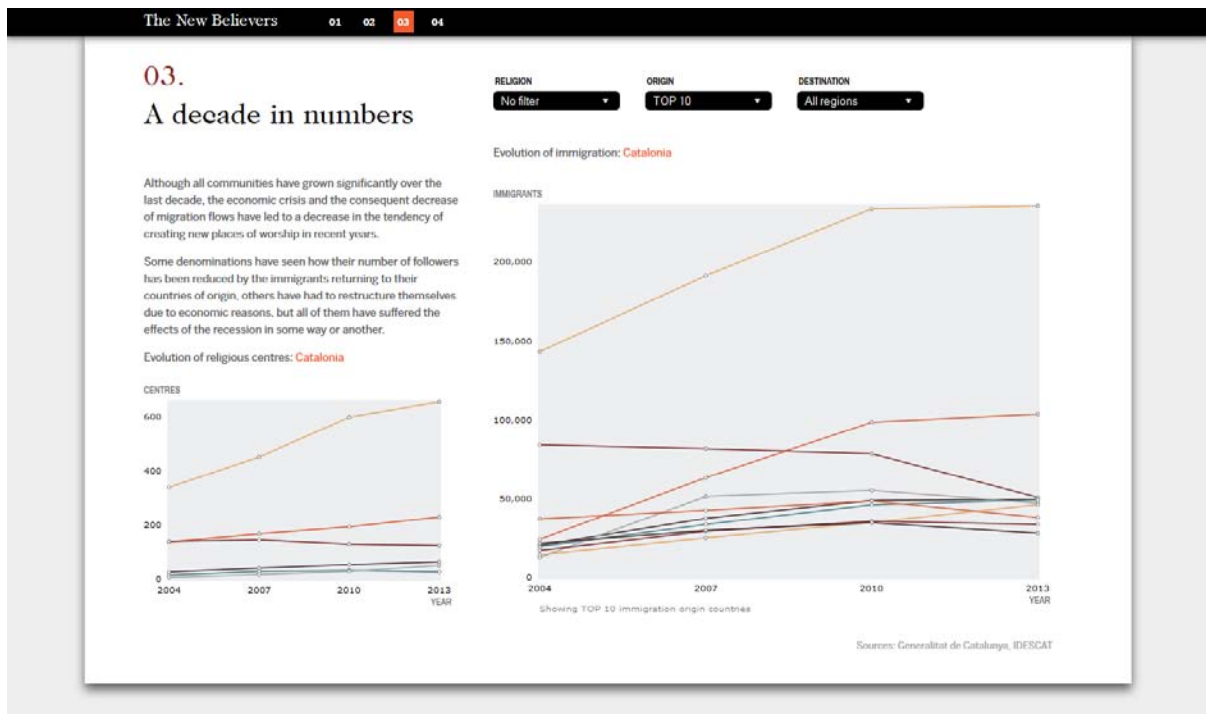 The New Believers 01 02 03 04
03.
A decade in numbers
Although all communities have grown significantly over the
last decade, the economic crisis and the consequent decrease
of migration flows have led to a decrease in the tendency of
creating new places of worship in recent years.
Some denominations have seen how their number of followers
has been reduced by the immigrants returning to their
countries of origin, others have had to restructure themselves
due to economic reasons, but all of them have suffered the
effects of the recession in some way or another.
Evolution of religious centres: Catalonia
CENTRES
600
400
200
0
2004 2007 2010 2013
YEAR
RELIGION ORIGIN DESTINATION
No filter TOP 10 All regions
Evolution of immigration: Catalonia
IMMIGRANTS
200,000
150,000
100,000
50,000
0
2004 2007 2010 2013
YEAR
Showing TOP 10 immigration origin countries
Sources: Generalitat de Catalunya, IDESCAT